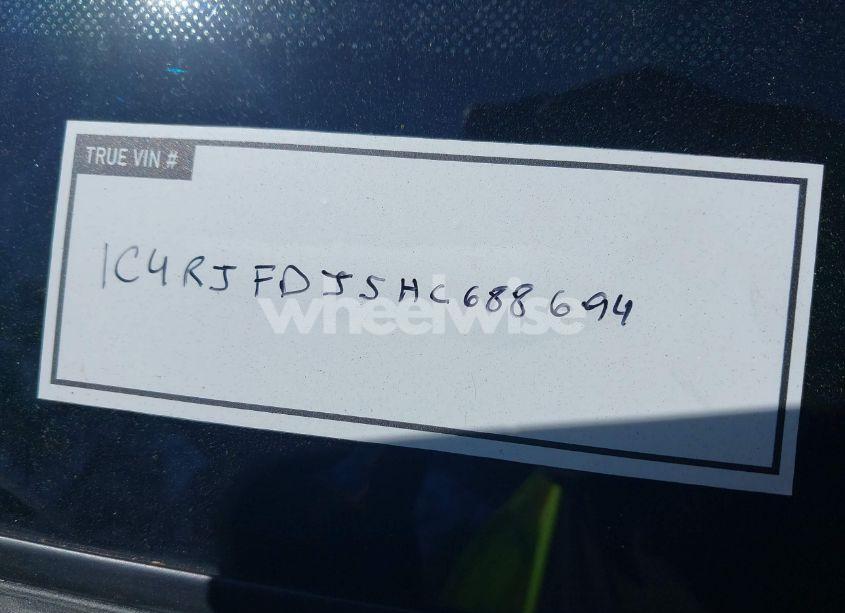 TRUE VIN #
1C4RJFDJ5HC688694
wheelwise